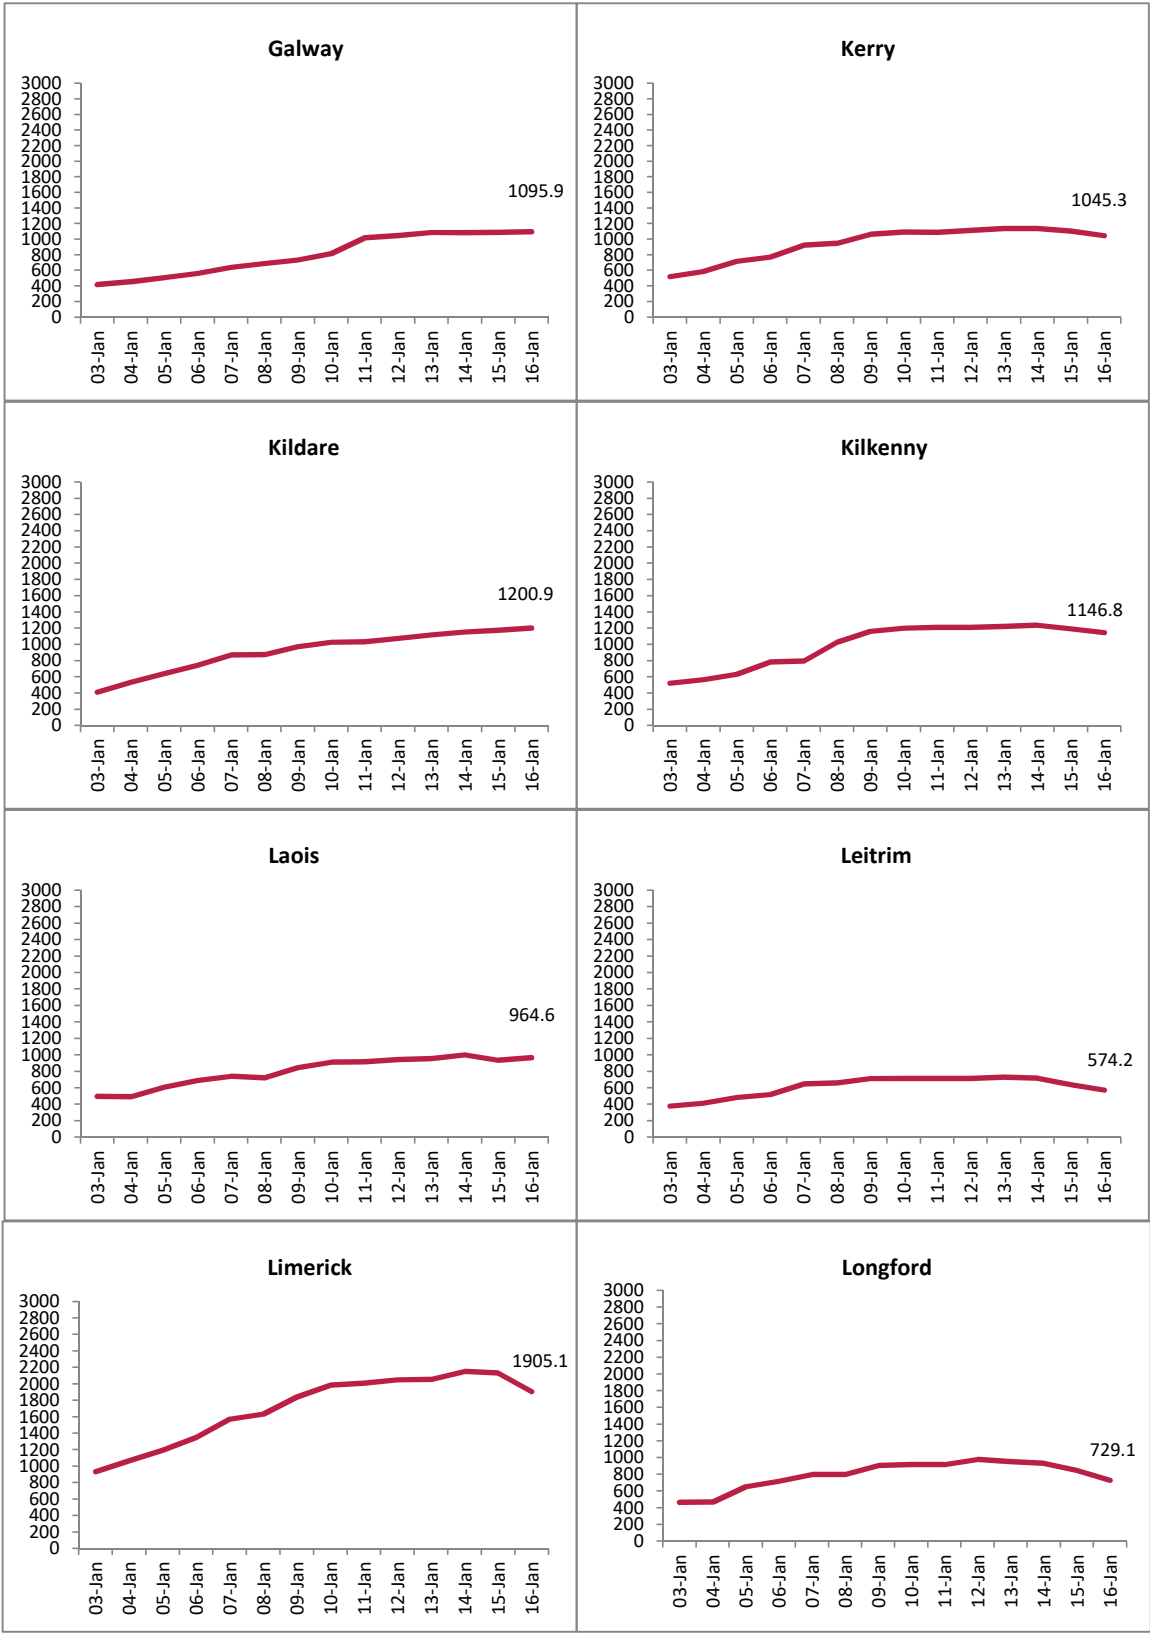 Galway
3000
2800
2600
2400
2200
2000
1800
1600
1400
1200
1000
800
600
400
200
0
1095.9
03-Jan
04-Jan
05-Jan
06-Jan
07-Jan
08-Jan
09-Jan
10-Jan
11-Jan
12-Jan
13-Jan
14-Jan
15-Jan
16-Jan
Kerry
3000
2800
2600
2400
2200
2000
1800
1600
1400
1200
1000
800
600
400
200
0
1045.3
03-Jan
04-Jan
05-Jan
06-Jan
07-Jan
08-Jan
09-Jan
10-Jan
11-Jan
12-Jan
13-Jan
14-Jan
15-Jan
16-Jan
Kildare
3000
2800
2600
2400
2200
2000
1800
1600
1400
1200
1000
800
600
400
200
0
1200.9
03-Jan
04-Jan
05-Jan
06-Jan
07-Jan
08-Jan
09-Jan
10-Jan
11-Jan
12-Jan
13-Jan
14-Jan
15-Jan
16-Jan
Kilkenny
3000
2800
2600
2400
2200
2000
1800
1600
1400
1200
1000
800
600
400
200
0
1146.8
03-Jan
04-Jan
05-Jan
06-Jan
07-Jan
08-Jan
09-Jan
10-Jan
11-Jan
12-Jan
13-Jan
14-Jan
15-Jan
16-Jan
Laois
3000
2800
2600
2400
2200
2000
1800
1600
1400
1200
1000
800
600
400
200
0
964.6
03-Jan
04-Jan
05-Jan
06-Jan
07-Jan
08-Jan
09-Jan
10-Jan
11-Jan
12-Jan
13-Jan
14-Jan
15-Jan
16-Jan
Leitrim
3000
2800
2600
2400
2200
2000
1800
1600
1400
1200
1000
800
600
400
200
0
574.2
03-Jan
04-Jan
05-Jan
06-Jan
07-Jan
08-Jan
09-Jan
10-Jan
11-Jan
12-Jan
13-Jan
14-Jan
15-Jan
16-Jan
Limerick
3000
2800
2600
2400
2200
2000
1800
1600
1400
1200
1000
800
600
400
200
0
1905.1
03-Jan
04-Jan
05-Jan
06-Jan
07-Jan
08-Jan
09-Jan
10-Jan
11-Jan
12-Jan
13-Jan
14-Jan
15-Jan
16-Jan
Longford
3000
2800
2600
2400
2200
2000
1800
1600
1400
1200
1000
800
600
400
200
0
729.1
03-Jan
04-Jan
05-Jan
06-Jan
07-Jan
08-Jan
09-Jan
10-Jan
11-Jan
12-Jan
13-Jan
14-Jan
15-Jan
16-Jan